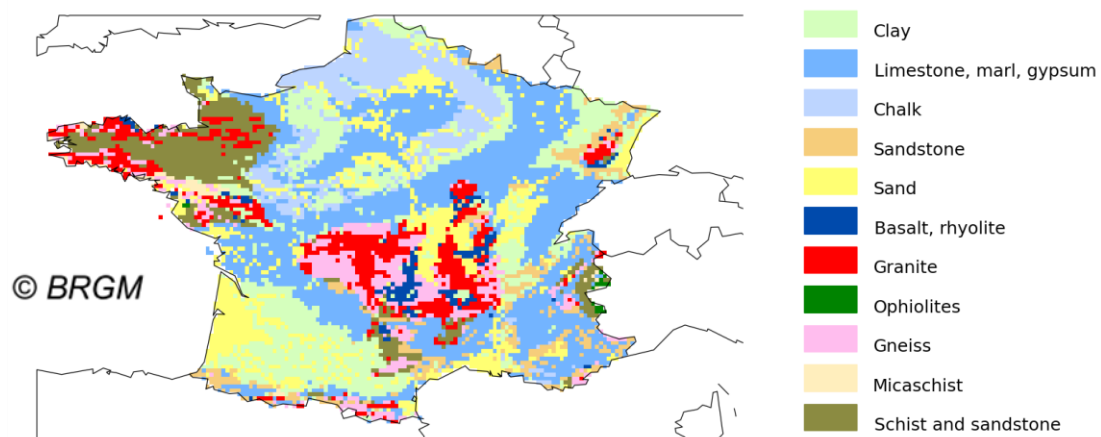 Clay
Limestone, marl, gypsum
Chalk
Sandstone
Sand
Basalt, rhyolite
Granite
Ophiolites
Gneiss
Micaschist
Schist and sandstone
© BRGM